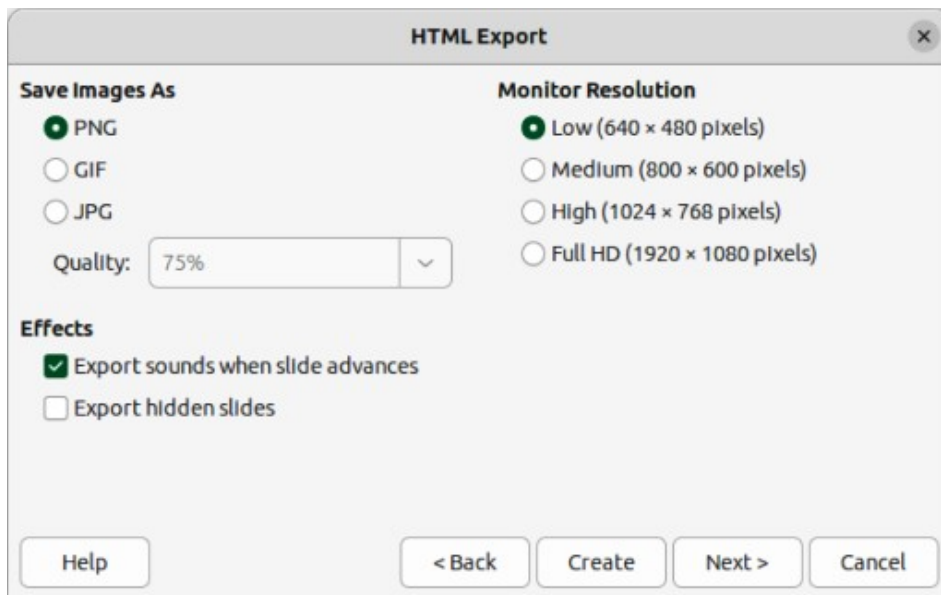 HTML Export
Save Images As
PNG
GIF
JPG
Quality: 75%
Monitor Resolution
Low (640 × 480 pixels)
Medium (800 × 600 pixels)
High (1024 × 768 pixels)
Full HD (1920 × 1080 pixels)
Effects
Export sounds when slide advances
Export hidden slides
Help < Back Create Next > Cancel